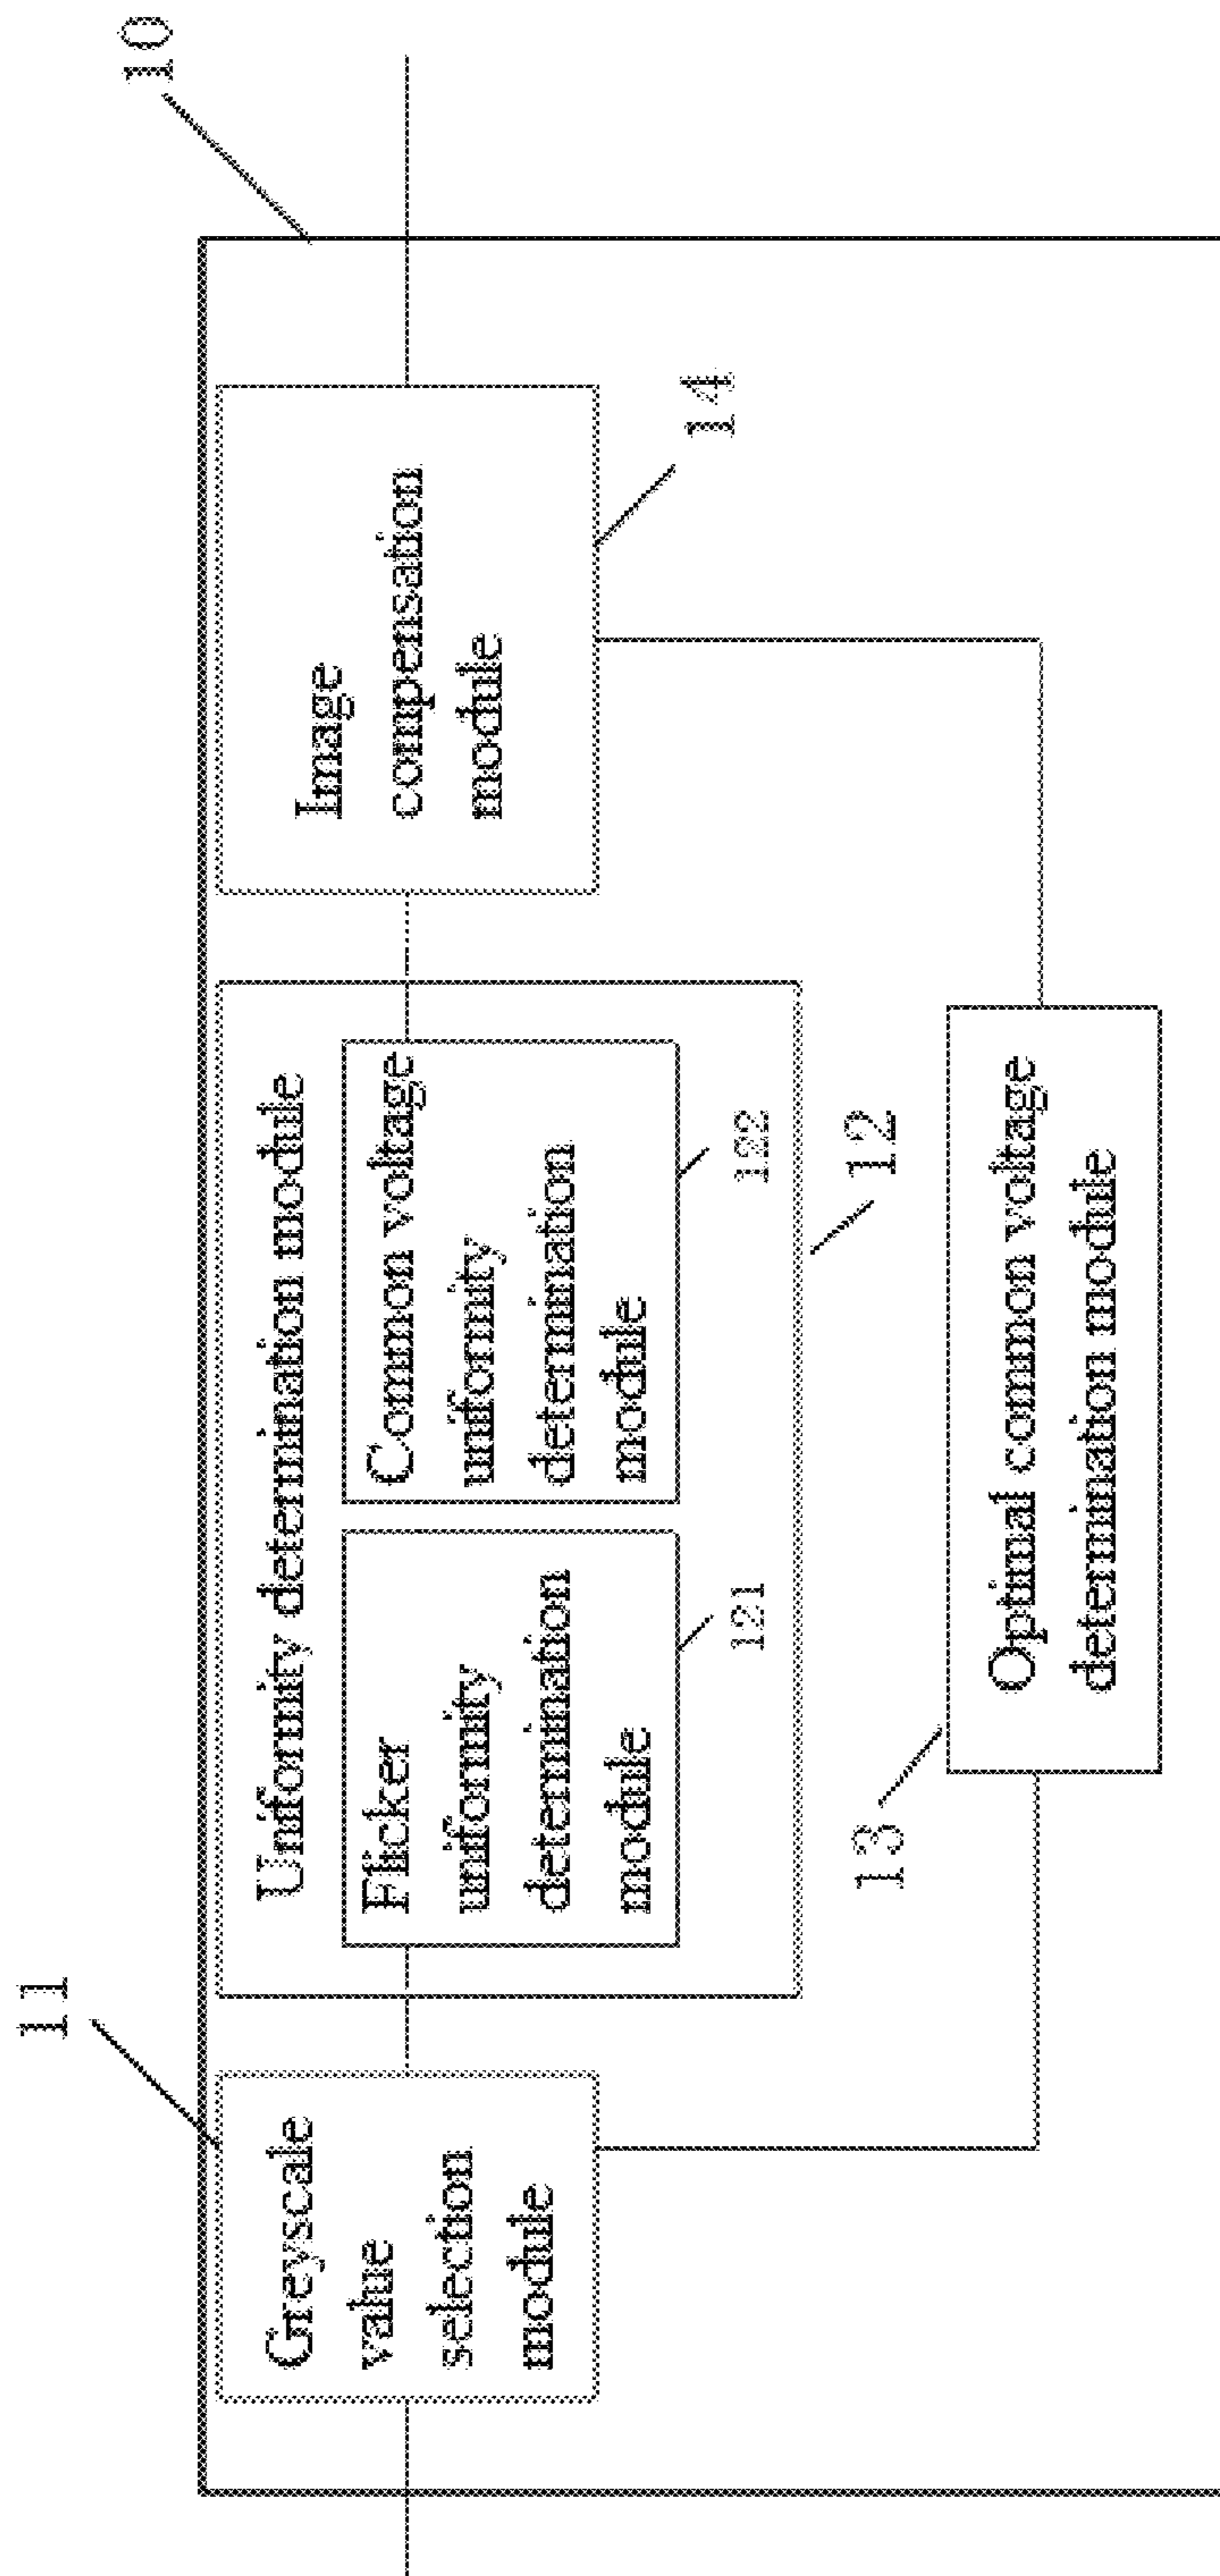 10
11
Greyscale
value
selection
module
Uniformity determination module
Flicker
uniformity
determination
module
121
Common voltage
uniformity
determination
module
122
12
Image
compensation
module
14
13
Optimal common voltage
determination module